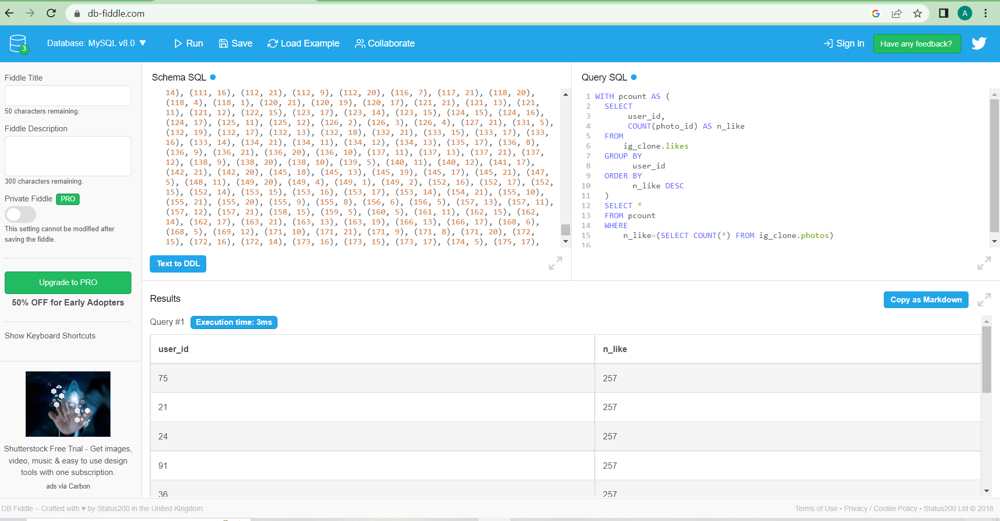 db-fiddle.com
A
3
Database: MySQL v8.0 ▼
Run
Save
Load Example
Collaborate
Sign in
Have any feedback?
Fiddle Title
50 characters remaining.
Fiddle Description
300 characters remaining.
Private Fiddle PRO
This setting cannot be modified after
saving the fiddle.
Upgrade to PRO
50% OFF for Early Adopters
Show Keyboard Shortcuts
Shutterstock Free Trial - Get images,
video, music & easy to use design
tools with one subscription.
ads via Carbon
Schema SQL
14), (111, 16), (112, 21), (112, 9), (112, 20), (116, 7), (117, 21), (118, 20),
(118, 4), (118, 1), (120, 21), (120, 19), (120, 17), (121, 21), (121, 13), (121,
11), (121, 12), (122, 15), (123, 17), (123, 14), (123, 15), (124, 15), (124, 16),
(124, 17), (125, 11), (125, 12), (126, 2), (126, 3), (126, 4), (127, 21), (131, 5),
(132, 19), (132, 17), (132, 13), (132, 18), (132, 21), (133, 15), (133, 17), (133,
16), (133, 14), (134, 21), (134, 11), (134, 12), (134, 13), (135, 17), (136, 8),
(136, 9), (136, 21), (136, 20), (136, 10), (137, 11), (137, 13), (137, 21), (137,
12), (138, 9), (138, 20), (138, 10), (139, 5), (140, 11), (140, 12), (141, 17),
(142, 21), (142, 20), (145, 18), (145, 13), (145, 19), (145, 17), (145, 21), (147,
5), (148, 11), (149, 20), (149, 4), (149, 1), (149, 2), (152, 16), (152, 17), (152,
15), (152, 14), (153, 15), (153, 16), (153, 17), (153, 14), (154, 21), (155, 10),
(155, 21), (155, 20), (155, 9), (155, 8), (156, 6), (156, 5), (157, 13), (157, 11),
(157, 12), (157, 21), (158, 15), (159, 5), (160, 5), (161, 11), (162, 15), (162,
14), (162, 17), (163, 21), (163, 13), (163, 19), (166, 13), (166, 17), (168, 6),
(168, 5), (169, 12), (171, 10), (171, 21), (171, 9), (171, 8), (171, 20), (172,
15), (172, 16), (172, 14), (173, 16), (173, 15), (173, 17), (174, 5), (175, 17),
Text to DDL
Query SQL
1 WITH pcount AS (
2 SELECT
3 user_id,
4 COUNT(photo_id) AS n_like
5 FROM
6 ig_clone.likes
7 GROUP BY
8 user_id
9 ORDER BY
10 n_like DESC
11 )
12 SELECT *
13 FROM pcount
14 WHERE
15 n_like=(SELECT COUNT(*) FROM ig_clone.photos)
16
Results
Copy as Markdown
Query #1 Execution time: 3ms
user_id n_like
75 257
21 257
24 257
91 257
36 257
DB Fiddle – Crafted with ♥ by Status200 in the United Kingdom.
Terms of Use • Privacy / Cookie Policy • Status200 Ltd © 2018